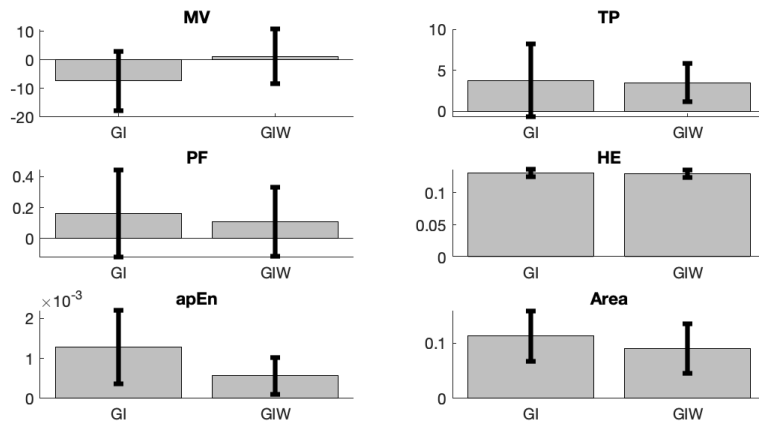 MV
10
0
-10
-20
GI GIW
TP
10
5
0
GI GIW
PF
0.4
0.2
0
GI GIW
HE
0.1
0.05
0
GI GIW
×10⁻³
apEn
2
1
0
GI GIW
Area
0.1
0
GI GIW